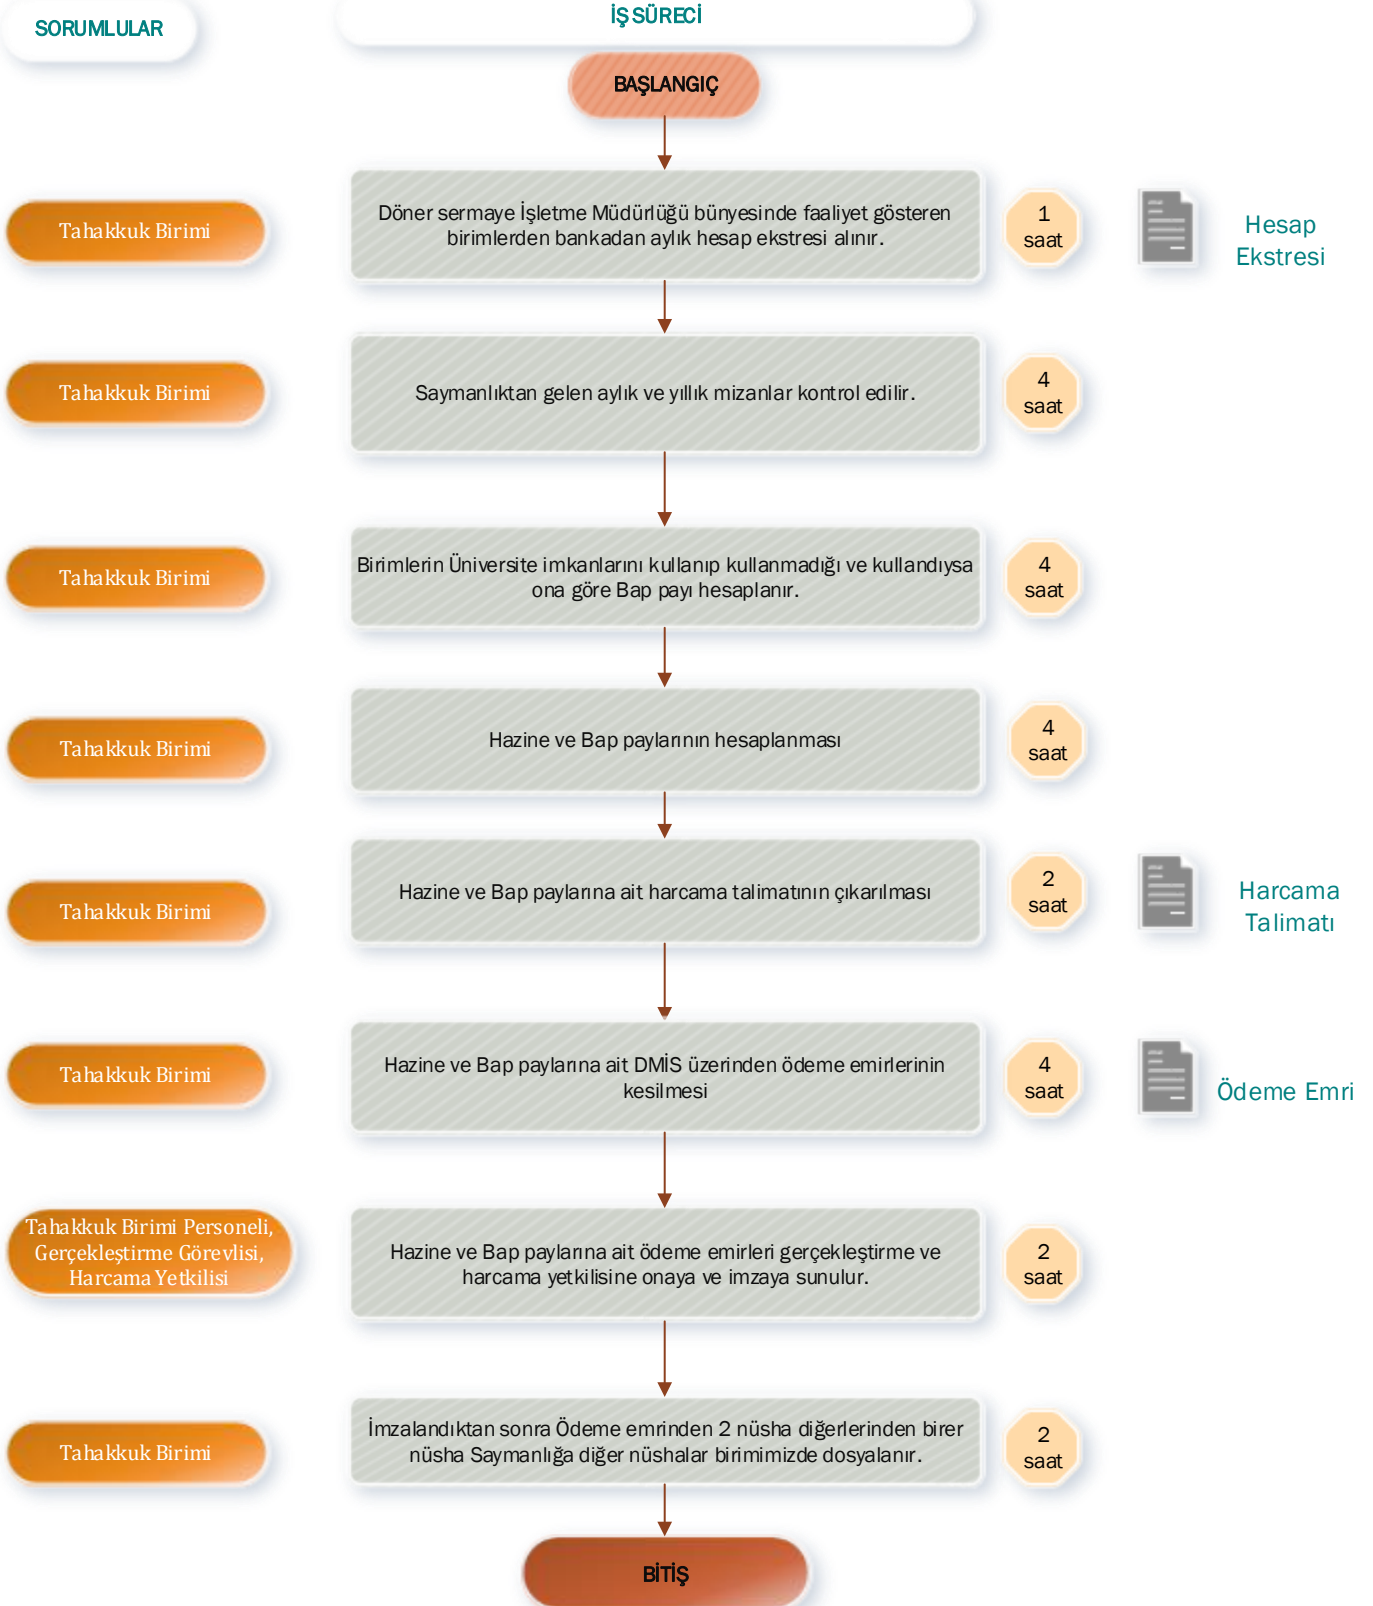 SORUMLULAR
İŞ SÜRECİ
BAŞLANGIÇ
Tahakkuk Birimi
Döner sermaye İşletme Müdürlüğü bünyesinde faaliyet gösteren
birimlerden bankadan aylık hesap ekstresi alınır.
1
saat
Hesap
Ekstresi
Tahakkuk Birimi
Saymanlıktan gelen aylık ve yıllık mizanlar kontrol edilir.
4
saat
Tahakkuk Birimi
Birimlerin Üniversite imkanlarını kullanıp kullanmadığı ve kullandıysa
ona göre Bap payı hesaplanır.
4
saat
Tahakkuk Birimi
Hazine ve Bap paylarının hesaplanması
4
saat
Tahakkuk Birimi
Hazine ve Bap paylarına ait harcama talimatının çıkarılması
2
saat
Harcama
Talimatı
Tahakkuk Birimi
Hazine ve Bap paylarına ait DMİS üzerinden ödeme emirlerinin
kesilmesi
4
saat
Ödeme Emri
Tahakkuk Birimi Personeli,
Gerçekleştirme Görevlisi,
Harcama Yetkilisi
Hazine ve Bap paylarına ait ödeme emirleri gerçekleştirme ve
harcama yetkilisine onaya ve imzaya sunulur.
2
saat
Tahakkuk Birimi
İmzalandıktan sonra Ödeme emrinden 2 nüsha diğerlerinden birer
nüsha Saymanlığa diğer nüshalar birimimizde dosyalanır.
2
saat
BİTİŞ